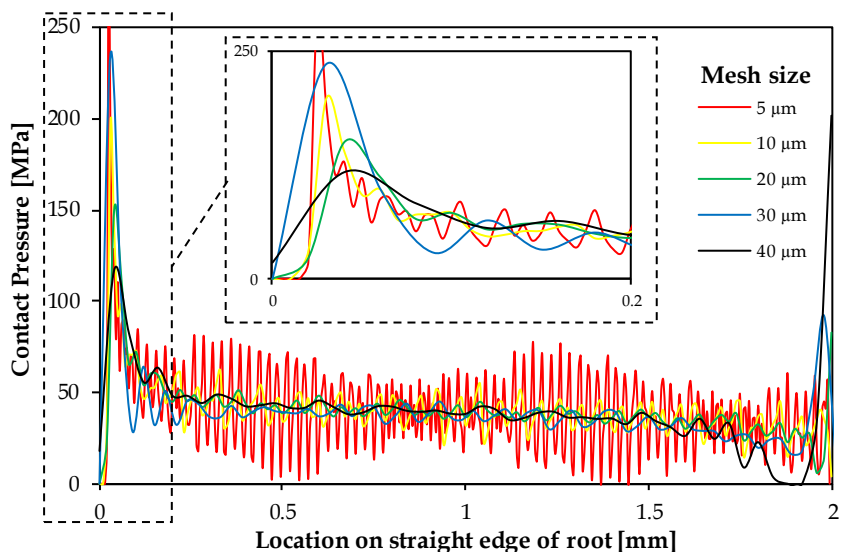 250
200
150
100
50
0
Contact Pressure [MPa]
0
0.5
1
1.5
2
Location on straight edge of root [mm]
250
0
0
0.2
Mesh size
5 µm
10 µm
20 µm
30 µm
40 µm